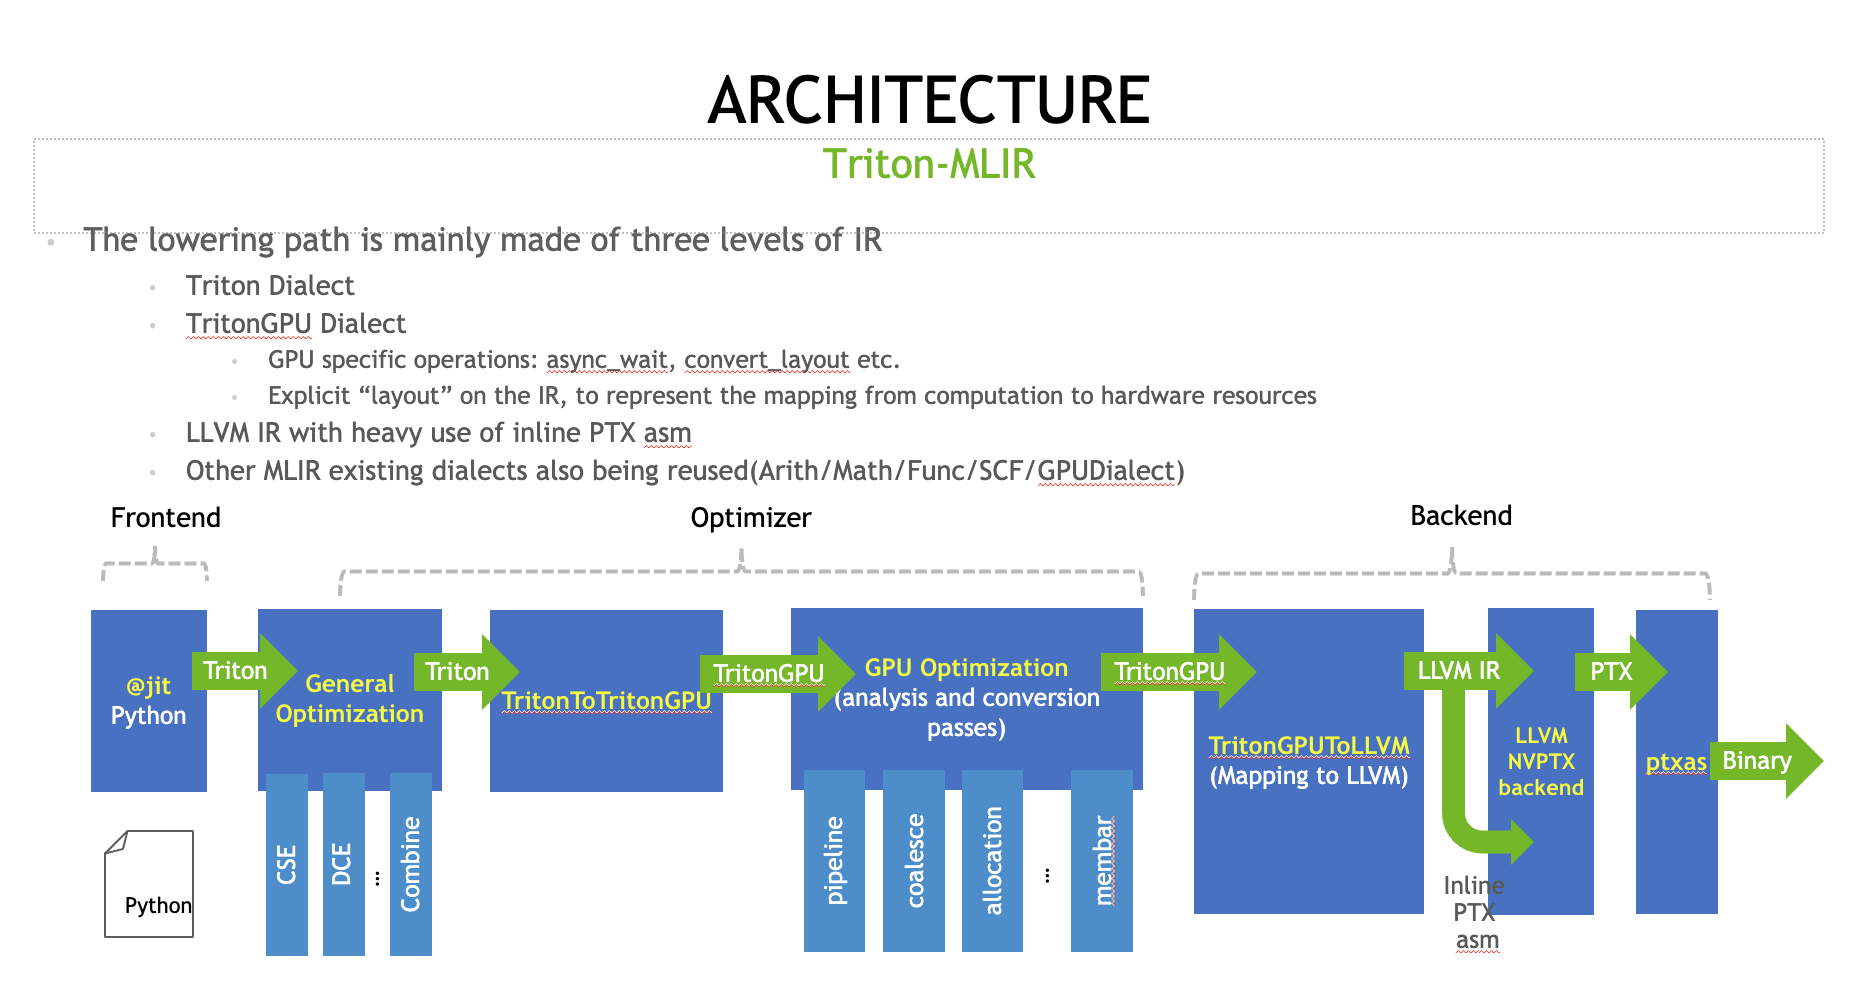 ARCHITECTURE
Triton-MLIR
• The lowering path is mainly made of three levels of IR
• Triton Dialect
• TritonGPU Dialect
• GPU specific operations: async_wait, convert_layout etc.
• Explicit “layout” on the IR, to represent the mapping from computation to hardware resources
• LLVM IR with heavy use of inline PTX asm
• Other MLIR existing dialects also being reused(Arith/Math/Func/SCF/GPUDialect)
Frontend
Optimizer
Backend
@jit
Python
Triton
General
Optimization
Triton
TritonToTritonGPU
TritonGPU
GPU Optimization
(analysis and conversion
passes)
TritonGPU
TritonGPUToLLVM
(Mapping to LLVM)
LLVM IR
LLVM
NVPTX
backend
PTX
ptxas
Binary
Python
CSE
DCE
...
Combine
pipeline
coalesce
allocation
...
membar
Inline
PTX
asm